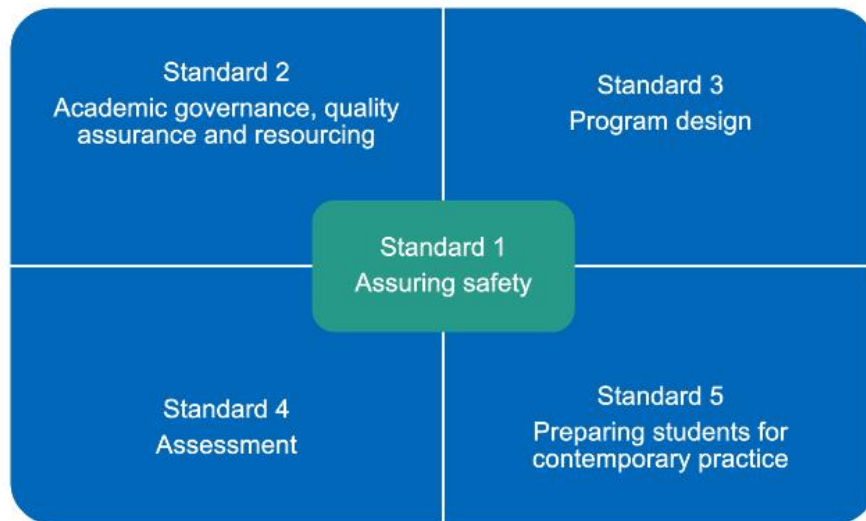 Standard 2
Academic governance, quality
assurance and resourcing
Standard 3
Program design
Standard 1
Assuring safety
Standard 4
Assessment
Standard 5
Preparing students for
contemporary practice